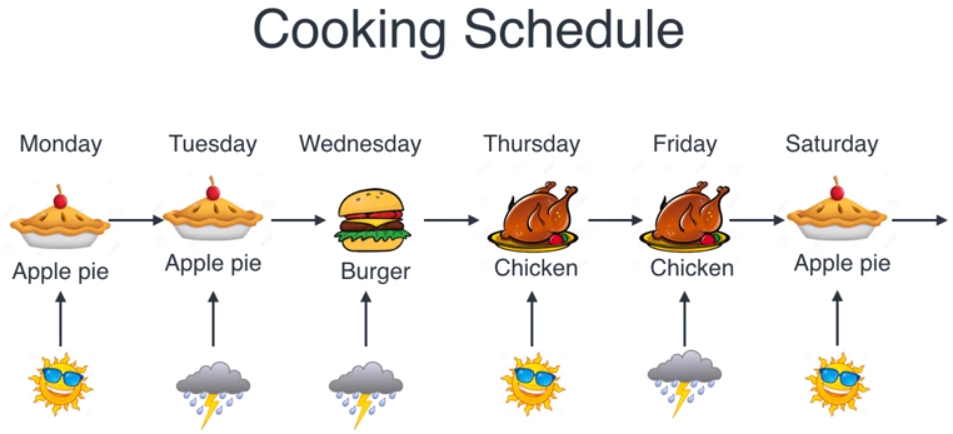 Cooking Schedule
Monday Tuesday Wednesday Thursday Friday Saturday
Apple pie Apple pie Burger Chicken Chicken Apple pie